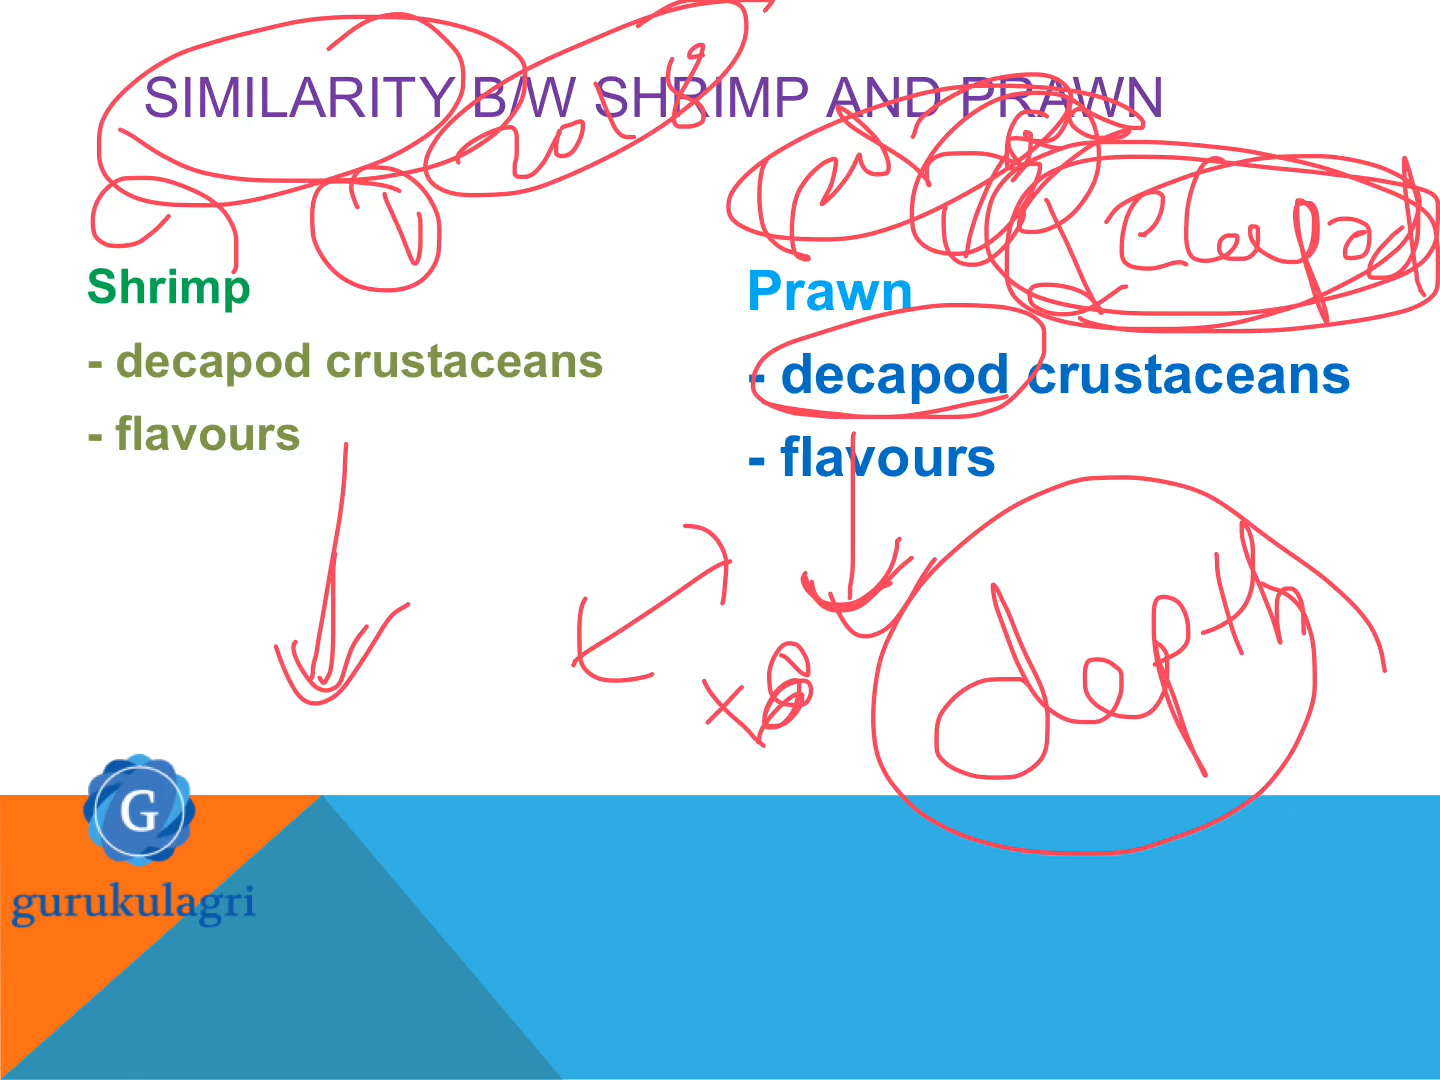 SIMILARITY B/W SHRIMP AND PRAWN
Shrimp
- decapod crustaceans
- flavours
Prawn
- decapod crustaceans
- flavours
depth
G
gurukulagri